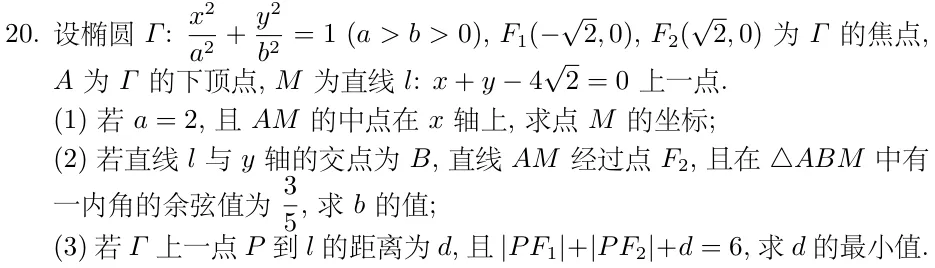 20. 设椭圆 Γ: x²/a² + y²/b² = 1 (a > b > 0), F₁(−√2, 0), F₂(√2, 0) 为 Γ 的焦点,
A 为 Γ 的下顶点, M 为直线 l: x + y − 4√2 = 0 上一点.
(1) 若 a = 2, 且 AM 的中点在 x 轴上, 求点 M 的坐标;
(2) 若直线 l 与 y 轴的交点为 B, 直线 AM 经过点 F₂, 且在 △ABM 中有
一内角的余弦值为 3/5, 求 b 的值;
(3) 若 Γ 上一点 P 到 l 的距离为 d, 且 |PF₁|+|PF₂|+d = 6, 求 d 的最小值.